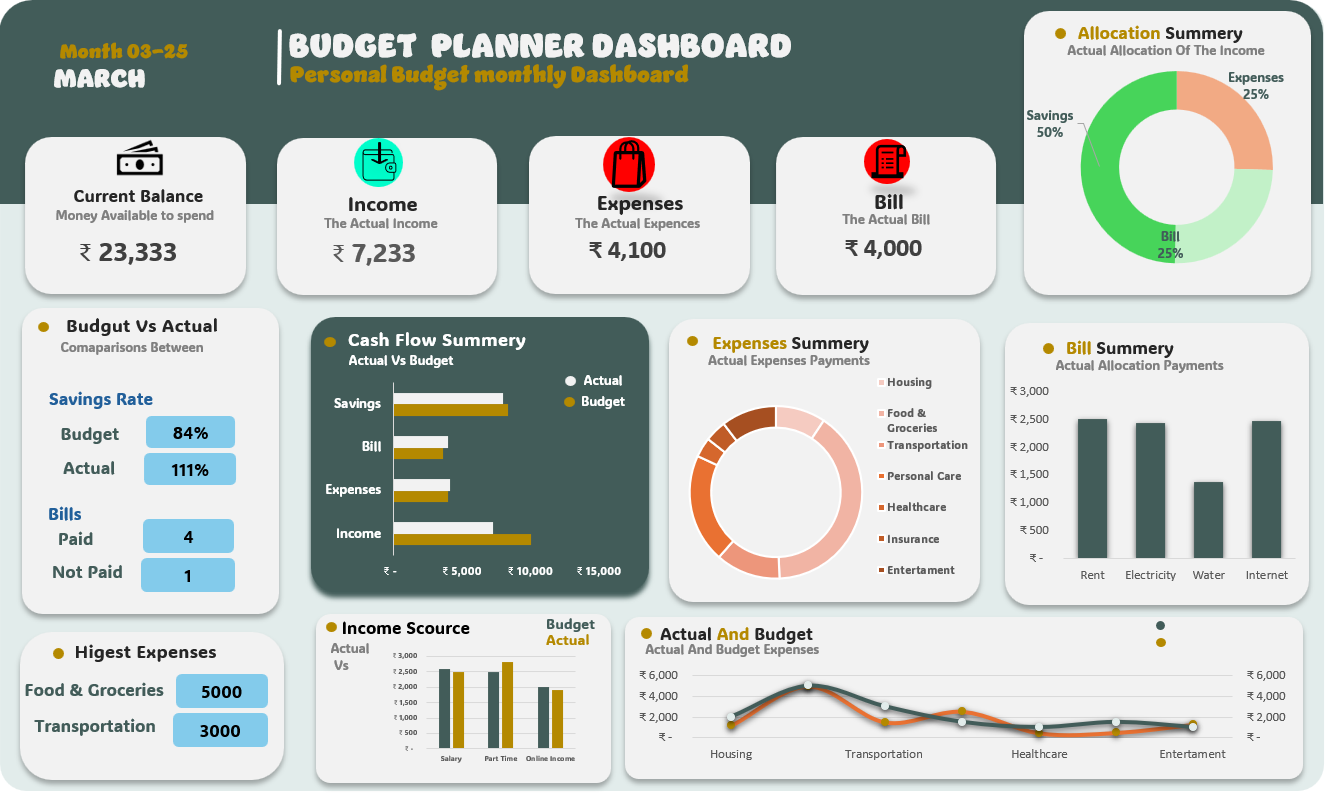 Month 03-25
MARCH
BUDGET PLANNER DASHBOARD
Personal Budget monthly Dashboard
Allocation Summery
Actual Allocation Of The Income
Expenses
25%
Savings
50%
Bill
25%
Current Balance
Money Available to spend
₹ 23,333
Income
The Actual Income
₹ 7,233
Expenses
The Actual Expences
₹ 4,100
Bill
The Actual Bill
₹ 4,000
Budgut Vs Actual
Comaparisons Between
Savings Rate
Budget 84%
Actual 111%
Bills
Paid 4
Not Paid 1
Cash Flow Summery
Actual Vs Budget
Actual
Budget
Savings
Bill
Expenses
Income
₹ - ₹ 5,000 ₹ 10,000 ₹ 15,000
Expenses Summery
Actual Expenses Payments
Housing
Food &
Groceries
Transportation
Personal Care
Healthcare
Insurance
Entertament
Bill Summery
Actual Allocation Payments
₹ 3,000
₹ 2,500
₹ 2,000
₹ 1,500
₹ 1,000
₹ 500
₹ -
Rent Electricity Water Internet
Higest Expenses
Food & Groceries 5000
Transportation 3000
Income Scource
Budget
Actual
Actual
Vs
₹ 3,000
₹ 2,500
₹ 2,000
₹ 1,500
₹ 1,000
₹ 500
₹ -
Salary Part Time Online Income
Actual And Budget
Actual And Budget Expenses
₹ 6,000 ₹ 6,000
₹ 4,000 ₹ 4,000
₹ 2,000 ₹ 2,000
₹ - ₹ -
Housing Transportation Healthcare Entertament